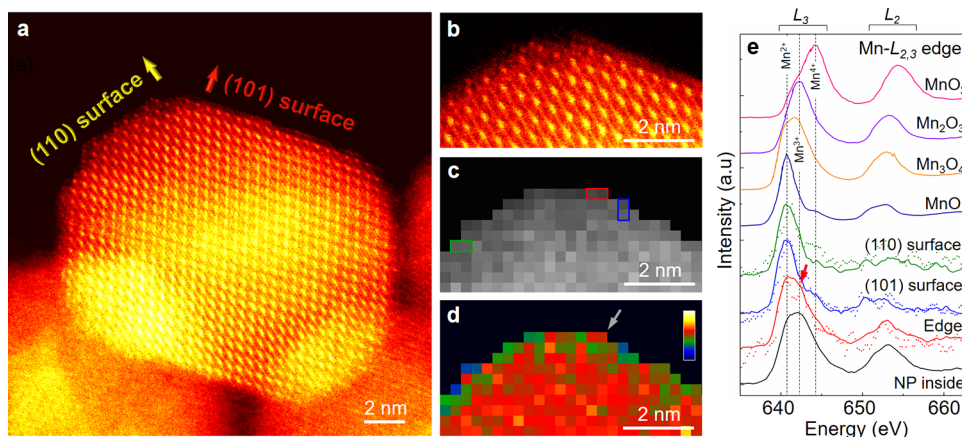 a
(110) surface
(101) surface
2 nm
b
2 nm
c
2 nm
d
2 nm
L3 L2
e
Mn-L2,3 edge
Mn2+
Mn3+
Mn4+
MnO
Mn2O3
Mn3O4
MnO
(110) surface
(101) surface
Edge
NP inside
Intensity (a.u)
640 650 660
Energy (eV)